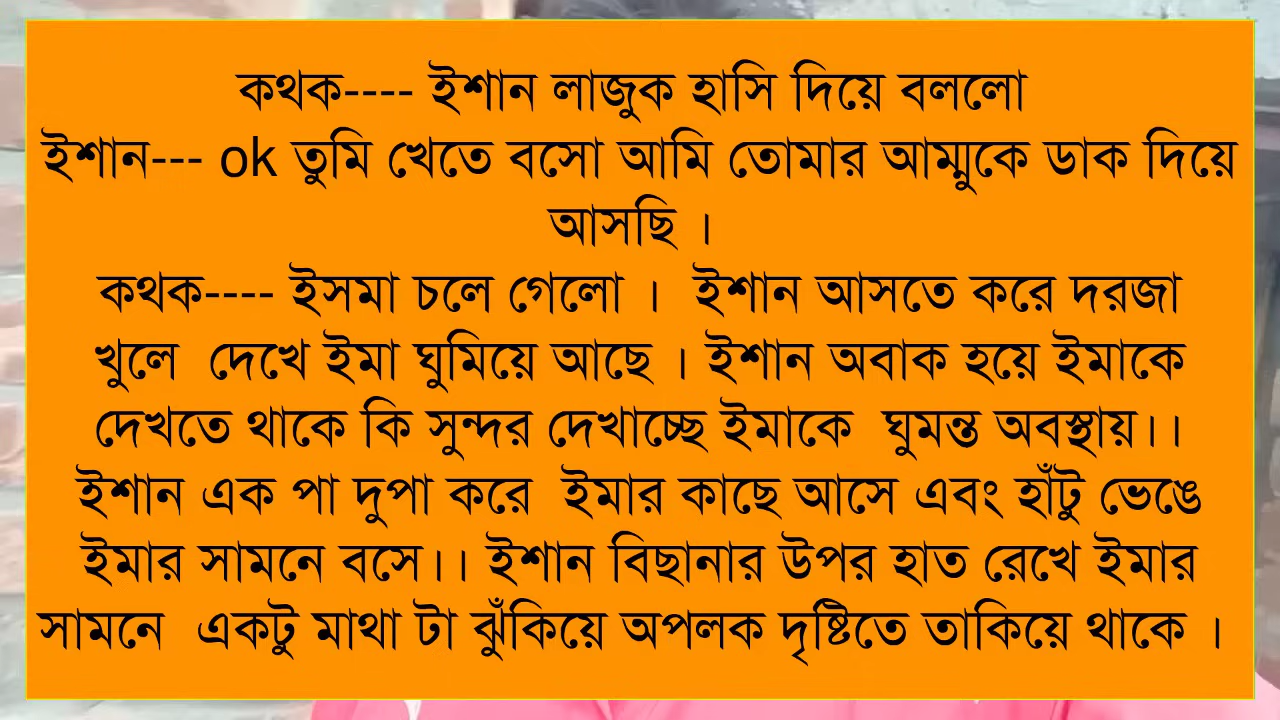 কথক---- ইশান লাজুক হাসি দিয়ে বললো
ইশান--- ok তুমি খেতে বসো আমি তোমার আম্মুকে ডাক দিয়ে
আসছি ।
কথক---- ইসমা চলে গেলো ।  ইশান আসতে করে দরজা
খুলে  দেখে ইমা ঘুমিয়ে আছে । ইশান অবাক হয়ে ইমাকে
দেখতে থাকে কি সুন্দর দেখাচ্ছে ইমাকে  ঘুমন্ত অবস্থায়।।
ইশান এক পা দুপা করে  ইমার কাছে আসে এবং হাঁটু ভেঙে
ইমার সামনে বসে।। ইশান বিছানার উপর হাত রেখে ইমার
সামনে  একটু মাথা টা ঝুঁকিয়ে অপলক দৃষ্টিতে তাকিয়ে থাকে ।